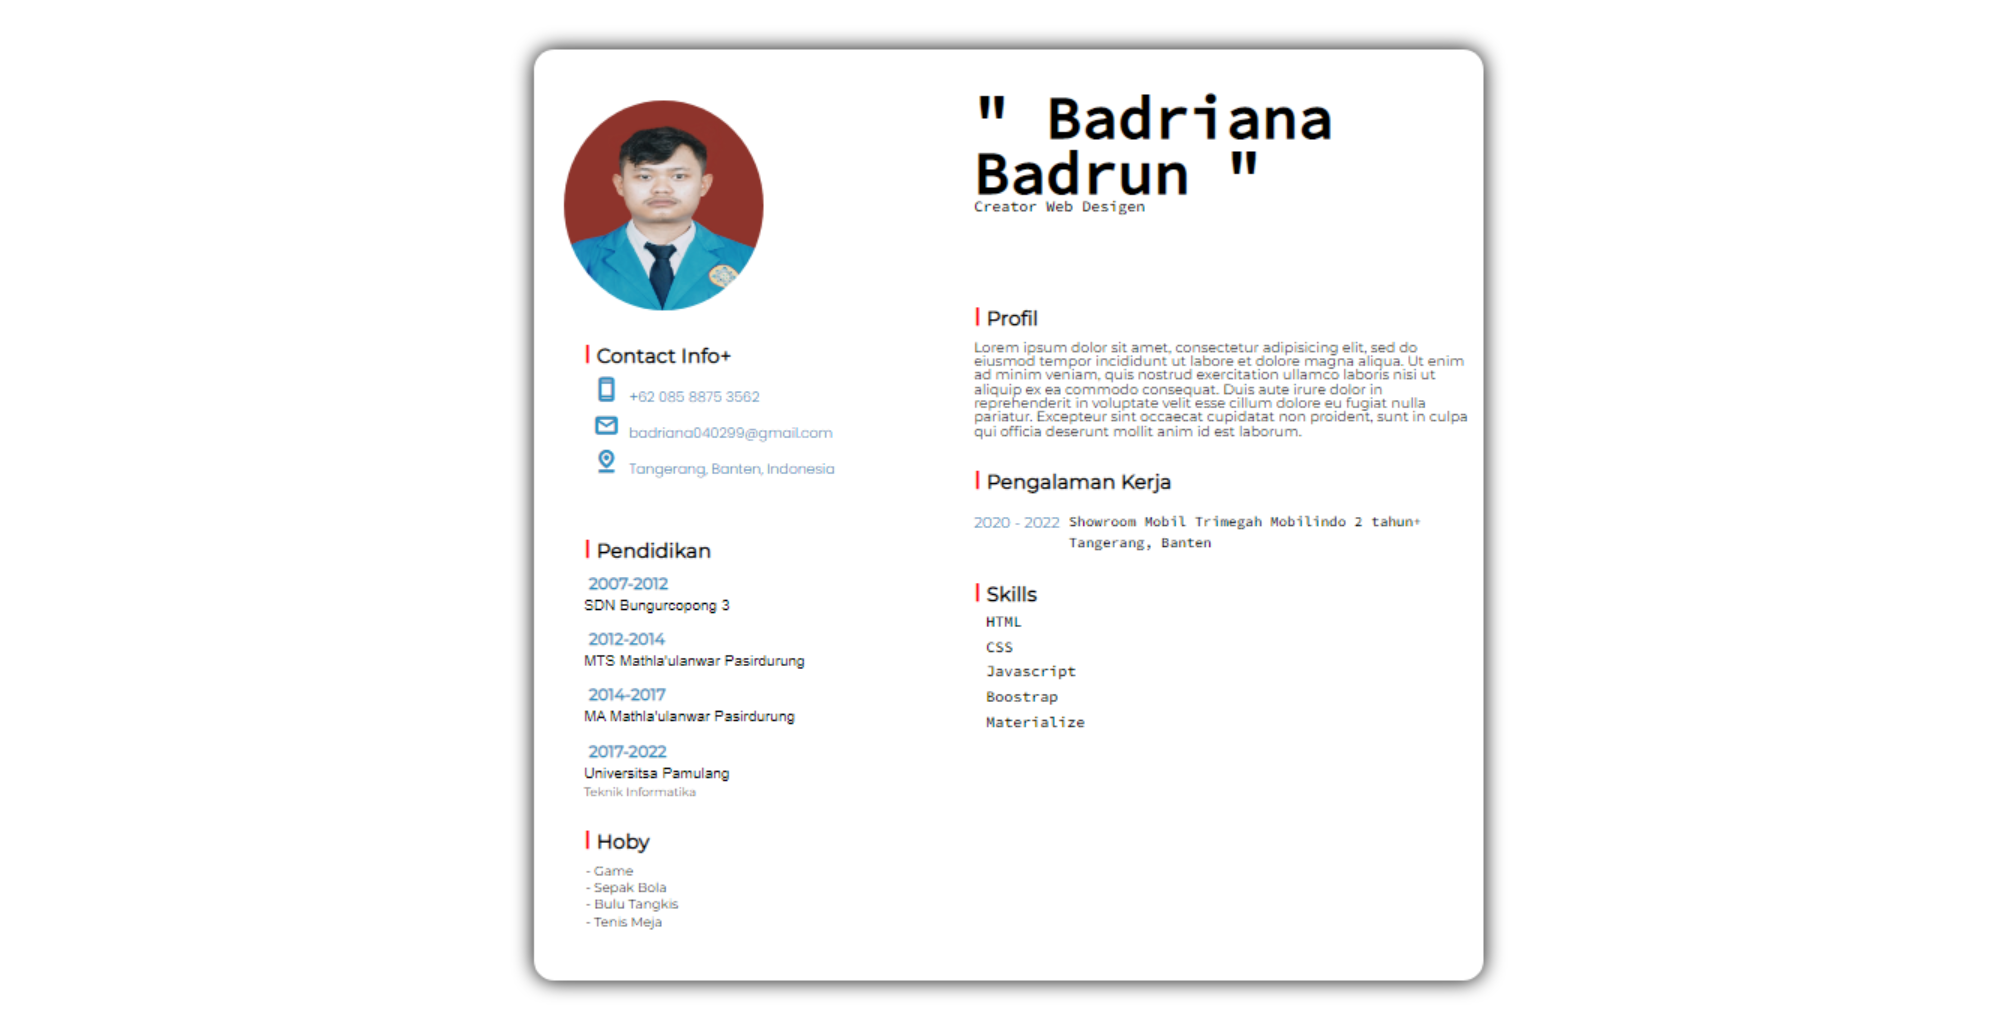 " Badriana
Badrun "
Creator Web Desigen
Contact Info+
+62 085 8875 3562
badriana040299@gmail.com
Tangerang, Banten, Indonesia
Pendidikan
2007-2012
SDN Bungurcopong 3
2012-2014
MTS Mathla'ulanwar Pasirdurung
2014-2017
MA Mathla'ulanwar Pasirdurung
2017-2022
Universitsa Pamulang
Teknik Informatika
Hoby
- Game
- Sepak Bola
- Bulu Tangkis
- Tenis Meja
Profil
Lorem ipsum dolor sit amet, consectetur adipisicing elit, sed do
eiusmod tempor incididunt ut labore et dolore magna aliqua. Ut enim
ad minim veniam, quis nostrud exercitation ullamco laboris nisi ut
aliquip ex ea commodo consequat. Duis aute irure dolor in
reprehenderit in voluptate velit esse cillum dolore eu fugiat nulla
pariatur. Excepteur sint occaecat cupidatat non proident, sunt in culpa
qui officia deserunt mollit anim id est laborum.
Pengalaman Kerja
2020 - 2022 Showroom Mobil Trimegah Mobilindo 2 tahun+
Tangerang, Banten
Skills
HTML
CSS
Javascript
Boostrap
Materialize